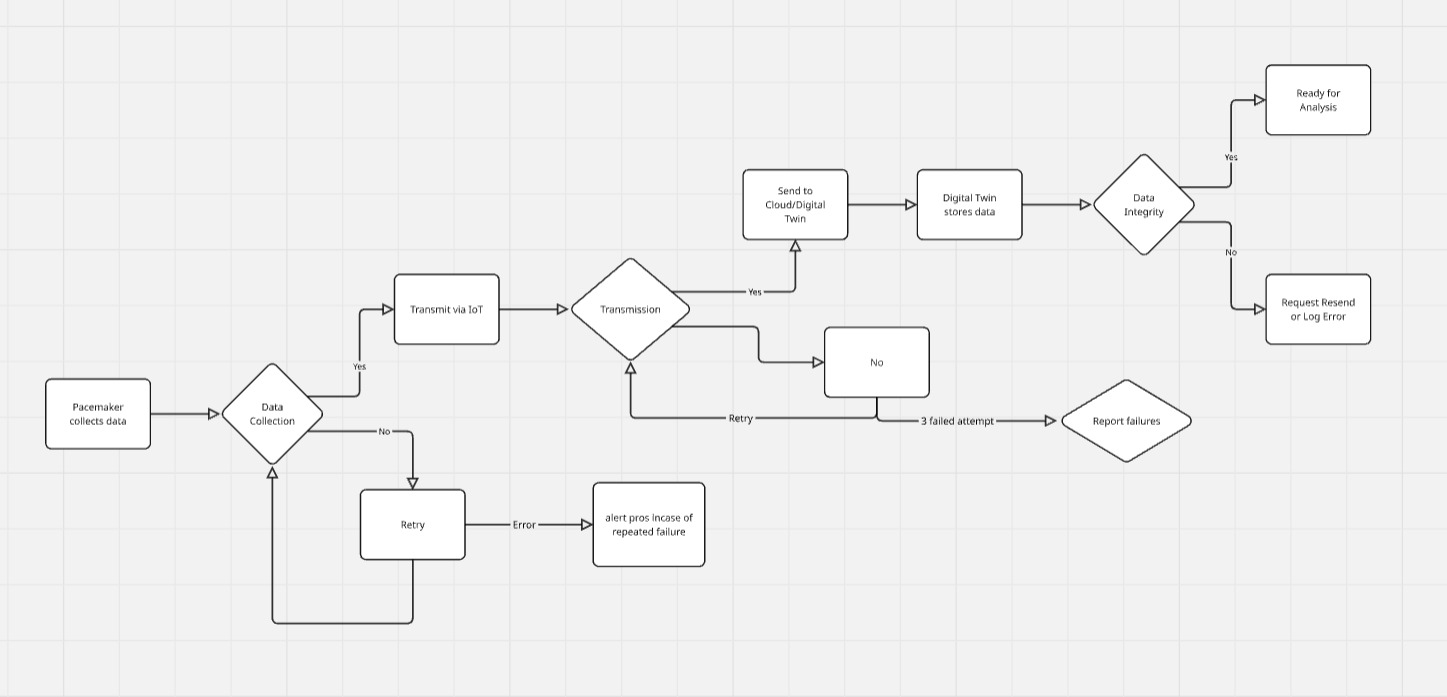 Ready for
Analysis
Yes
Send to
Cloud/Digital
Twin
Digital Twin
stores data
Data
Integrity
No
Request Resend
or Log Error
Transmit via IoT
Transmission
Yes
No
Yes
Pacemaker
collects data
Data
Collection
No
Retry
3 failed attempt
Report failures
Retry
Error
alert pros incase of
repeated failure